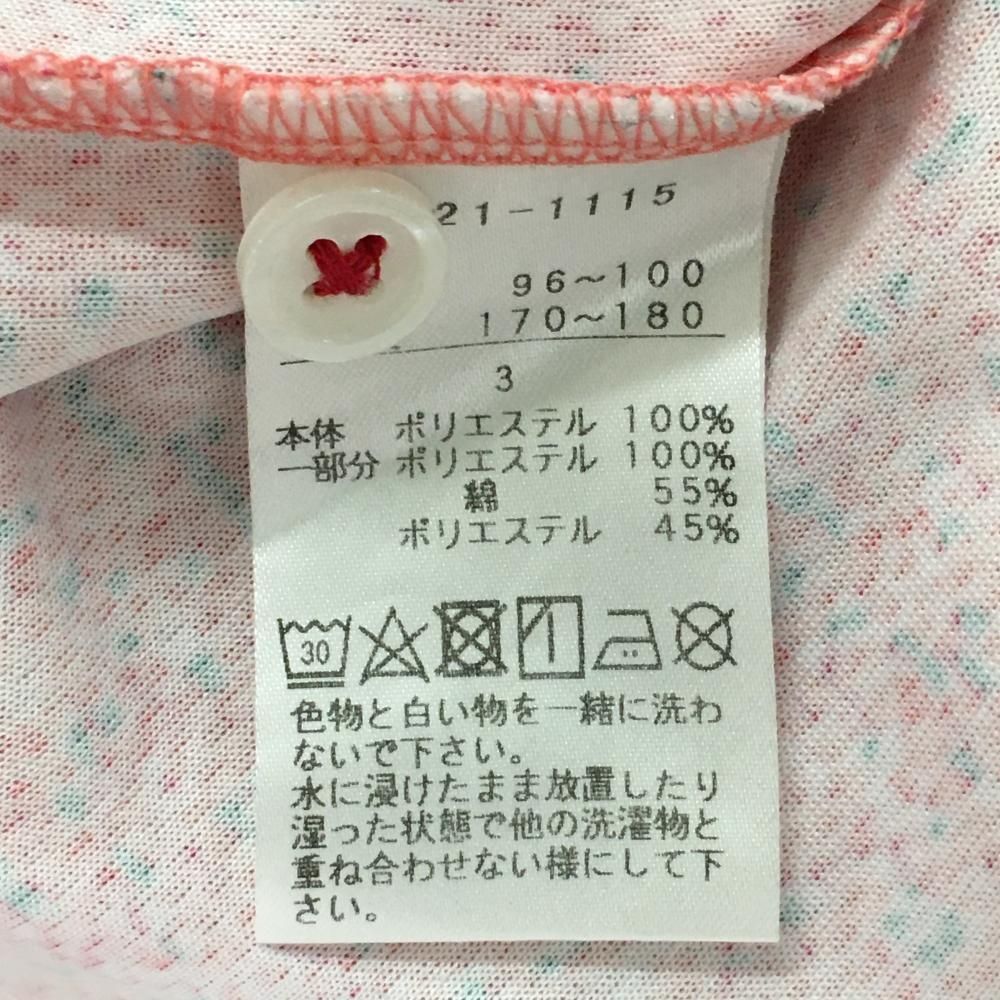 21-1115
96〜100
170〜180
3
本体 ポリエステル 100%
一部分 ポリエステル 100%
綿 55%
ポリエステル 45%
30
色物と白い物を一緒に洗わ
ないで下さい。
水に浸けたまま放置したり
湿った状態で他の洗濯物と
重ね合わせない様にして下
さい。